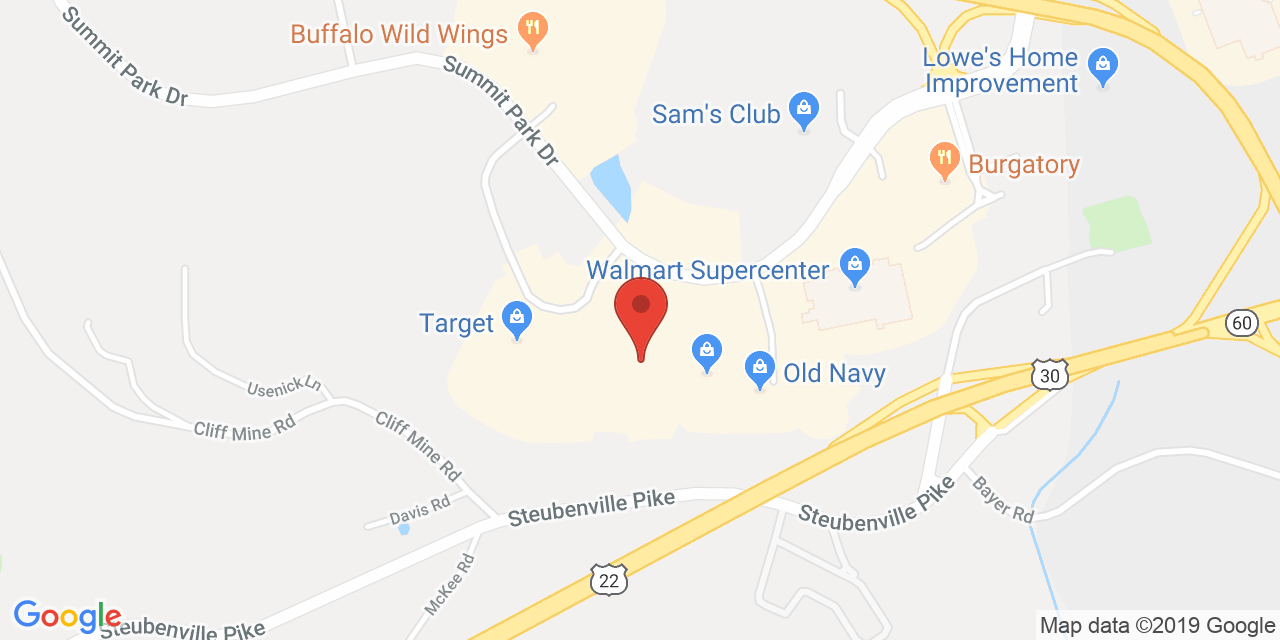 Buffalo Wild Wings
Summit Park Dr
Summit Park Dr
Lowe's Home
Improvement
Sam's Club
Burgatory
Walmart Supercenter
Target
60
Old Navy
30
Usenick Ln
Cliff Mine Rd
Cliff Mine Rd
Davis Rd
Steubenville Pike
Steubenville Pike
Bayer Rd
McKee Rd
22
Google
Steubenville Pike
Map data ©2019 Google